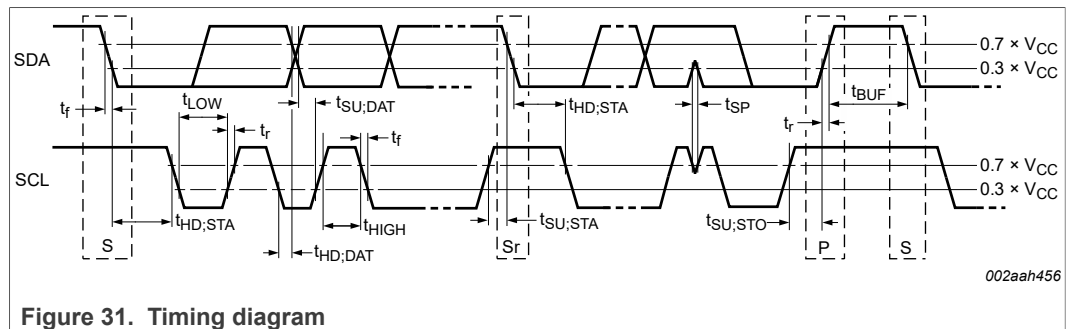 SDA
0.7 × VCC
0.3 × VCC
tf
tLOW
tSU;DAT
tHD;STA
tSP
tBUF
tr
tf
tr
SCL
0.7 × VCC
0.3 × VCC
tHD;STA
tHIGH
tSU;STA
tSU;STO
S
tHD;DAT
Sr
P
S
002aah456
Figure 31. Timing diagram